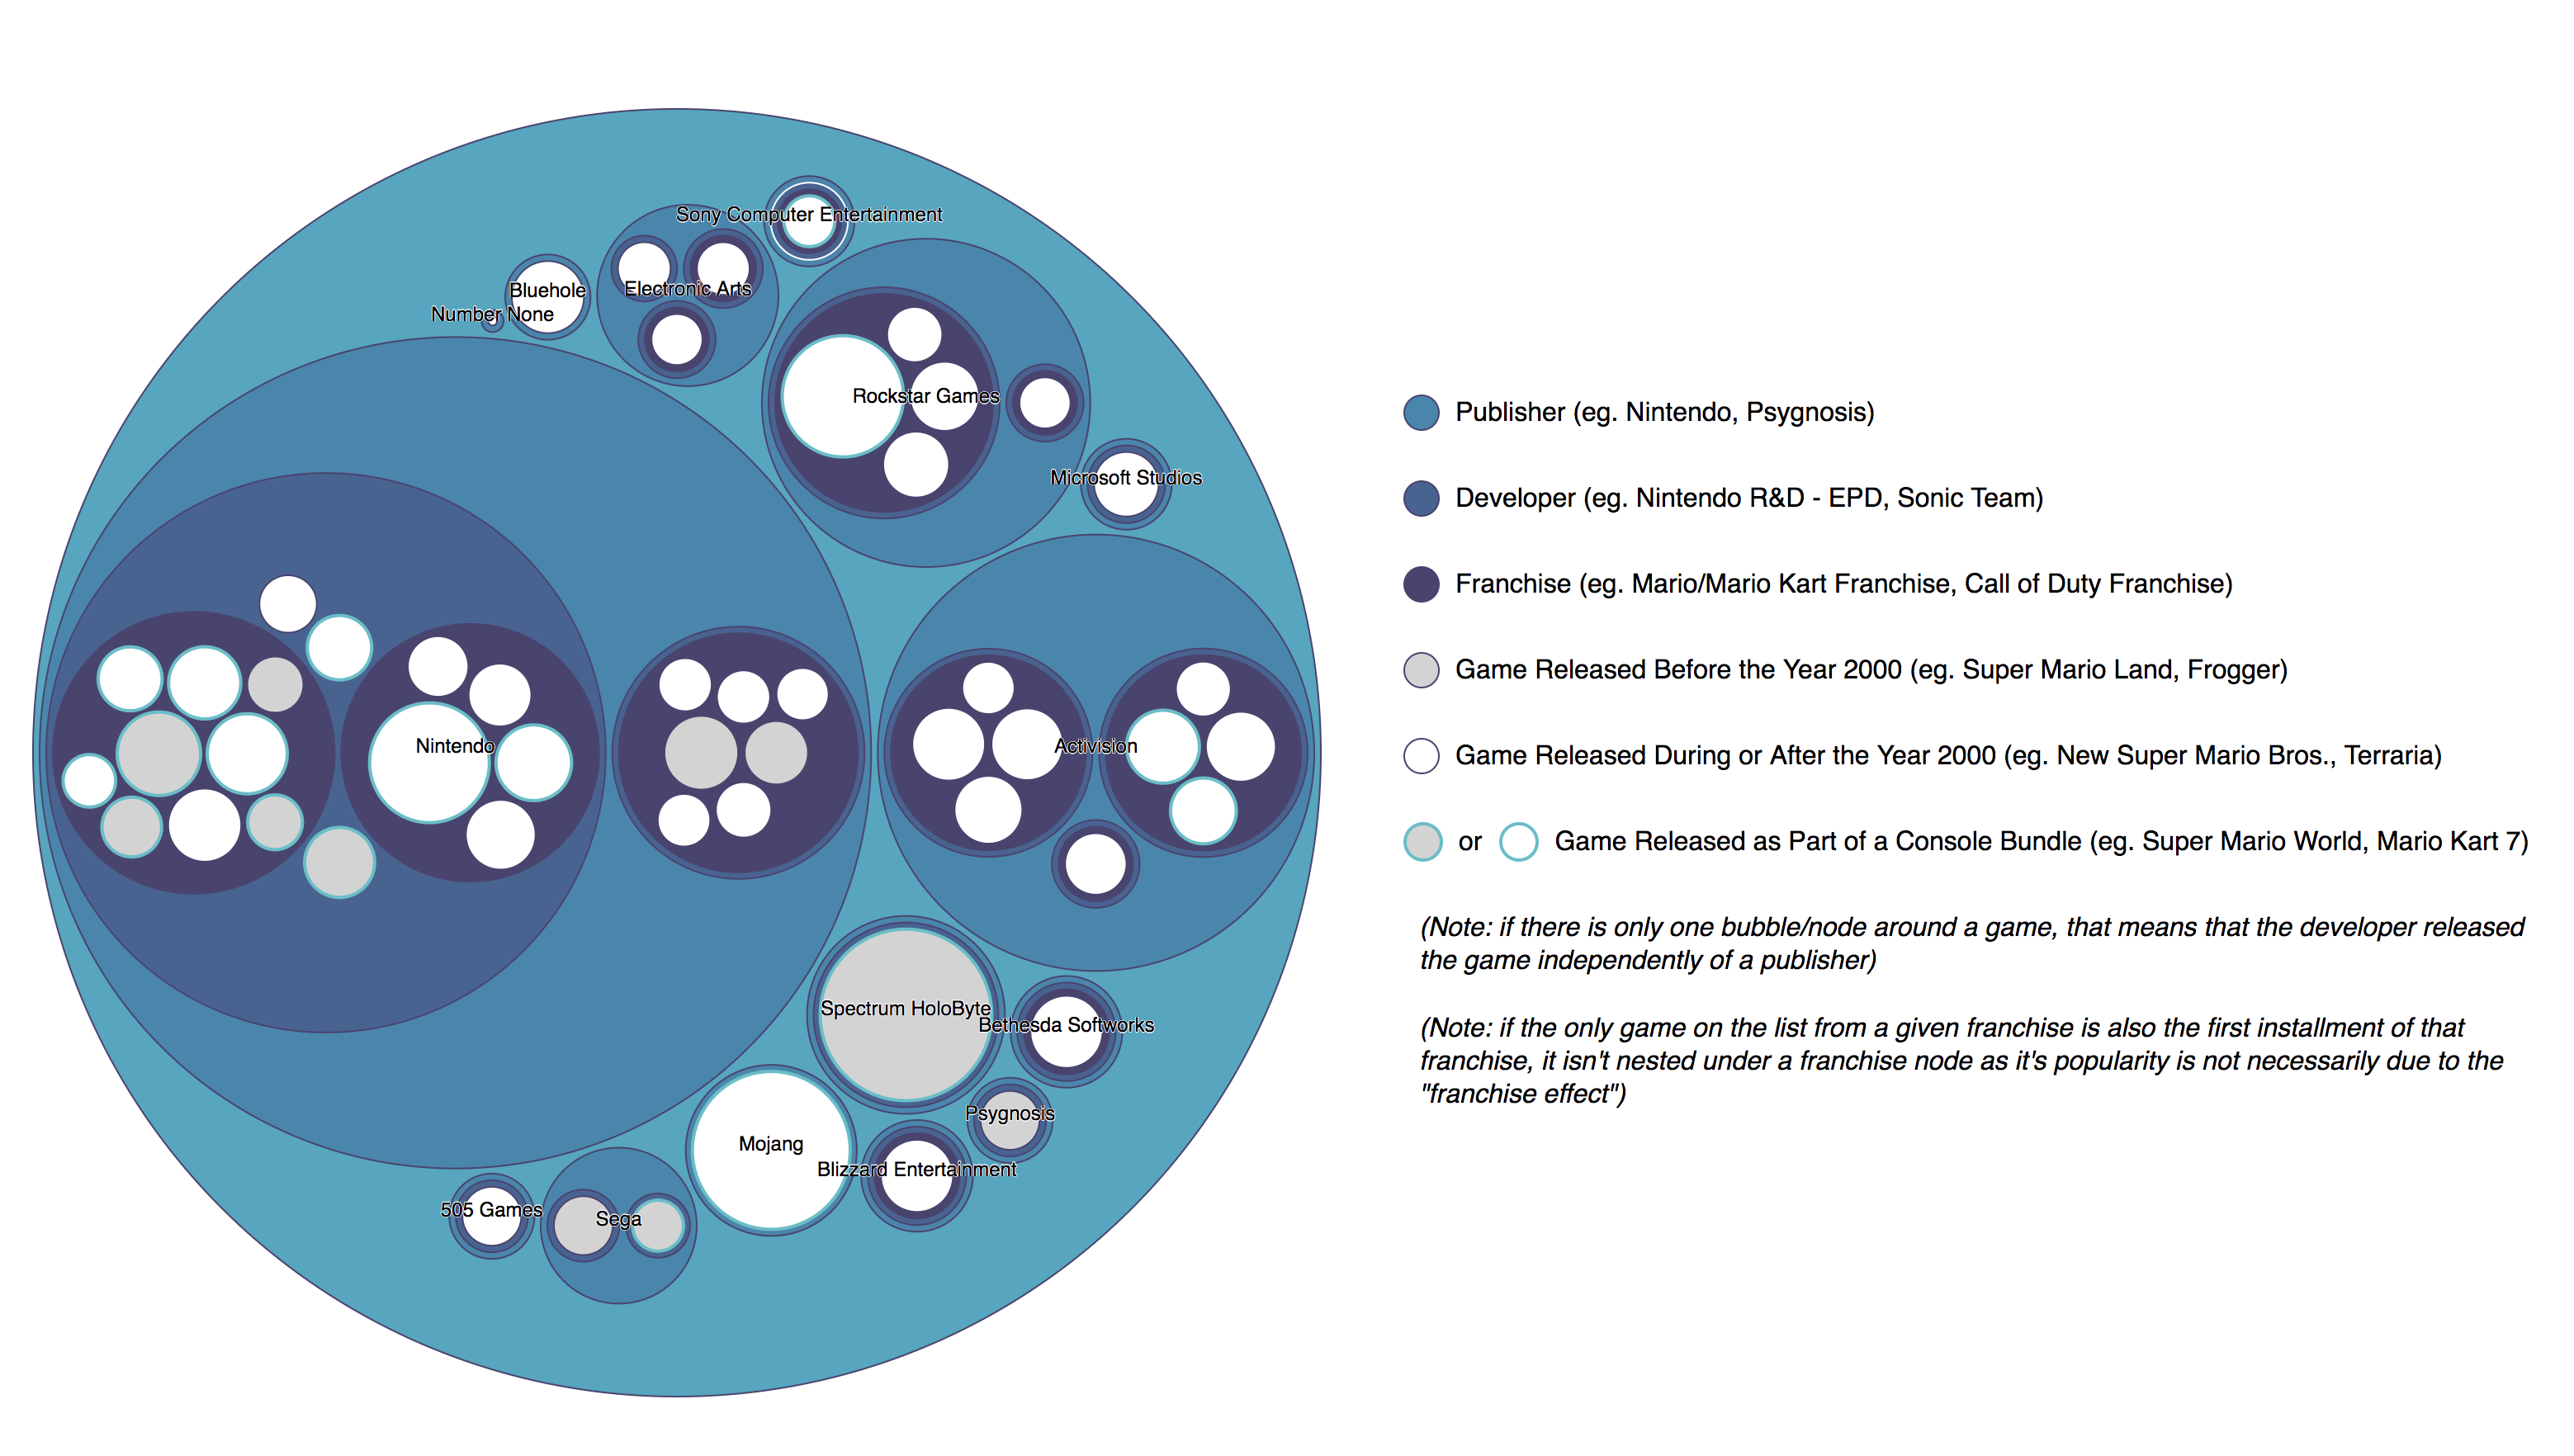 Sony Computer Entertainment
Bluehole
Electronic Arts
Number None
Rockstar Games
Microsoft Studios
Nintendo
Activision
Spectrum HoloByte
Bethesda Softworks
Psygnosis
Mojang
Blizzard Entertainment
505 Games
Sega
Publisher (eg. Nintendo, Psygnosis)
Developer (eg. Nintendo R&D - EPD, Sonic Team)
Franchise (eg. Mario/Mario Kart Franchise, Call of Duty Franchise)
Game Released Before the Year 2000 (eg. Super Mario Land, Frogger)
Game Released During or After the Year 2000 (eg. New Super Mario Bros., Terraria)
or Game Released as Part of a Console Bundle (eg. Super Mario World, Mario Kart 7)
(Note: if there is only one bubble/node around a game, that means that the developer released
the game independently of a publisher)
(Note: if the only game on the list from a given franchise is also the first installment of that
franchise, it isn't nested under a franchise node as it's popularity is not necessarily due to the
"franchise effect")